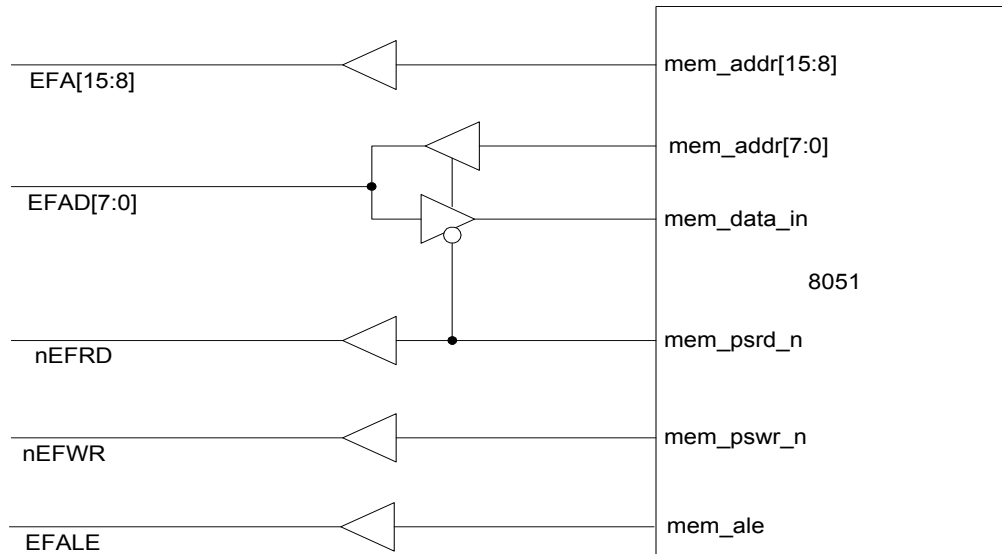 mem_addr[15:8]
EFA[15:8]
mem_addr[7:0]
EFAD[7:0]
mem_data_in
8051
mem_psrd_n
nEFRD
mem_pswr_n
nEFWR
mem_ale
EFALE